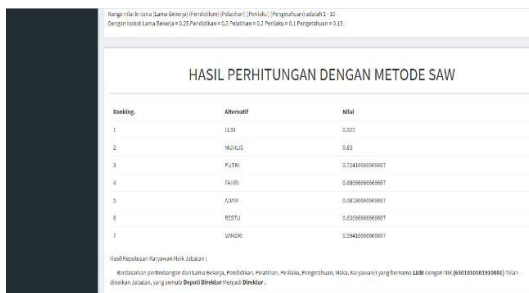 Range nilai kriteria (Lama Bekerja) (Pendidikan) (Pelatihan) (Perilaku) (Pengetahuan) adalah 1 - 10
Dengan bobot Lama Bekerja = 0.25 Pendidikan = 0.3 Pelatihan = 0.2 Perilaku = 0.1 Pengetahuan = 0.15
HASIL PERHITUNGAN DENGAN METODE SAW
Ranking. Alternatif Nilai
1 LUSI
2 MUHLIS 0.83
3 PUTRI
4 FAHRI
5 ADAM
6 RESTU
7
Hasil Keputusan Karyawan Naik Jabatan :
Berdasarkan pertimbangan dari Lama Bekerja, Pendidikan, Pelatihan, Perilaku, Pengetahuan, Maka, Karyawan/i yang bernama LUSI dengan NIK Telah
dinaikan Jabatan, yang semula Deputi Direktur Menjadi Direktur .